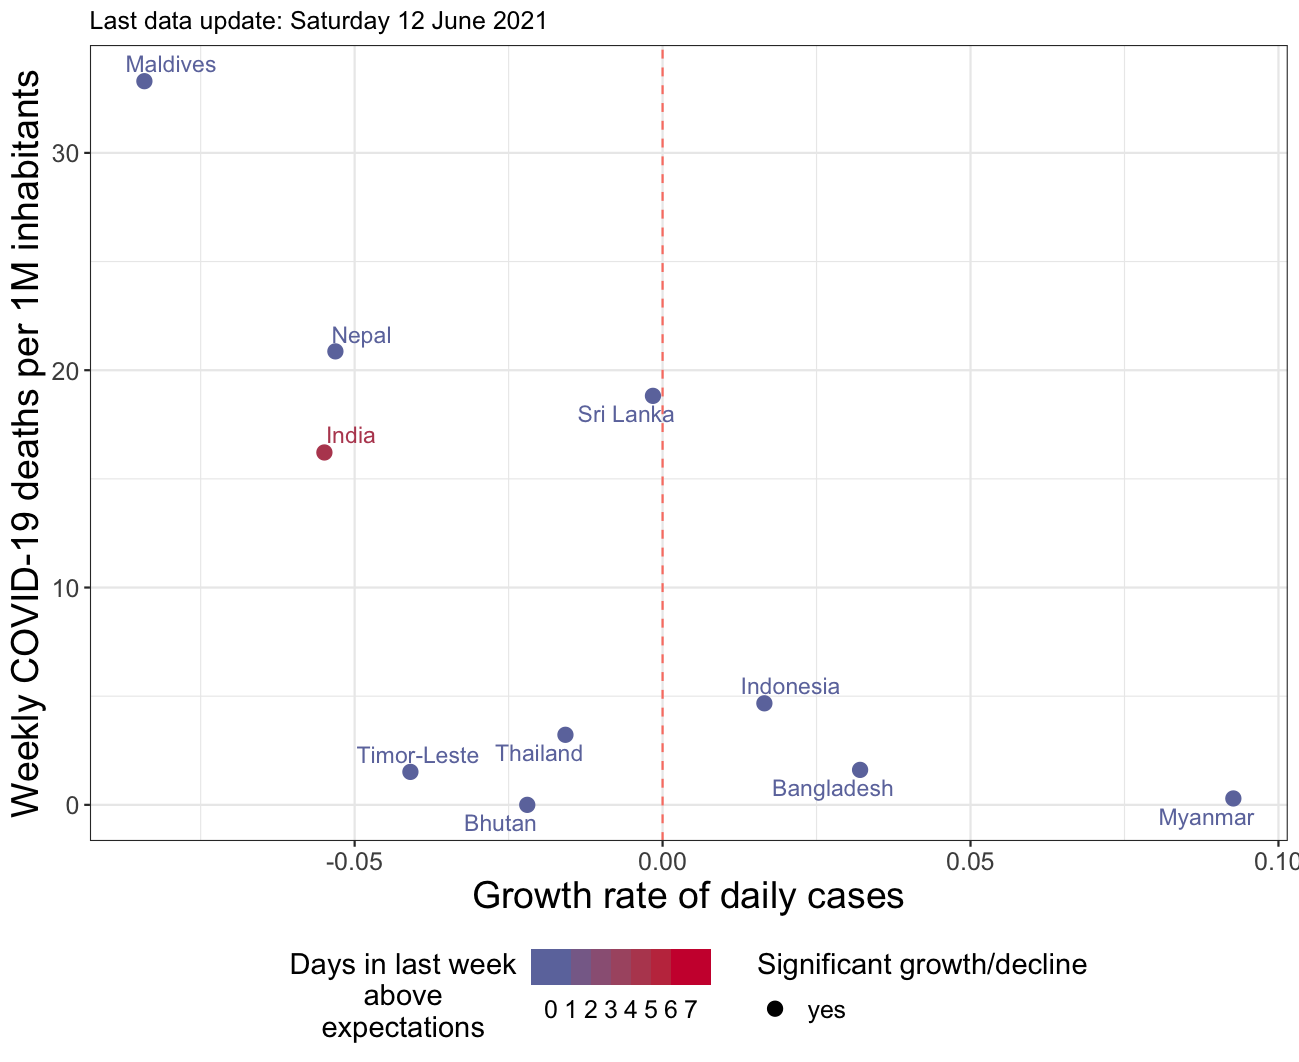 Last data update: Saturday 12 June 2021
Weekly COVID-19 deaths per 1M inhabitants
30
20
10
0
Maldives
Nepal
Sri Lanka
India
Indonesia
Thailand
Timor-Leste
Bangladesh
Bhutan
Myanmar
-0.05
0.00
0.05
0.10
Growth rate of daily cases
Days in last week
above
expectations
0 1 2 3 4 5 6 7
Significant growth/decline
yes